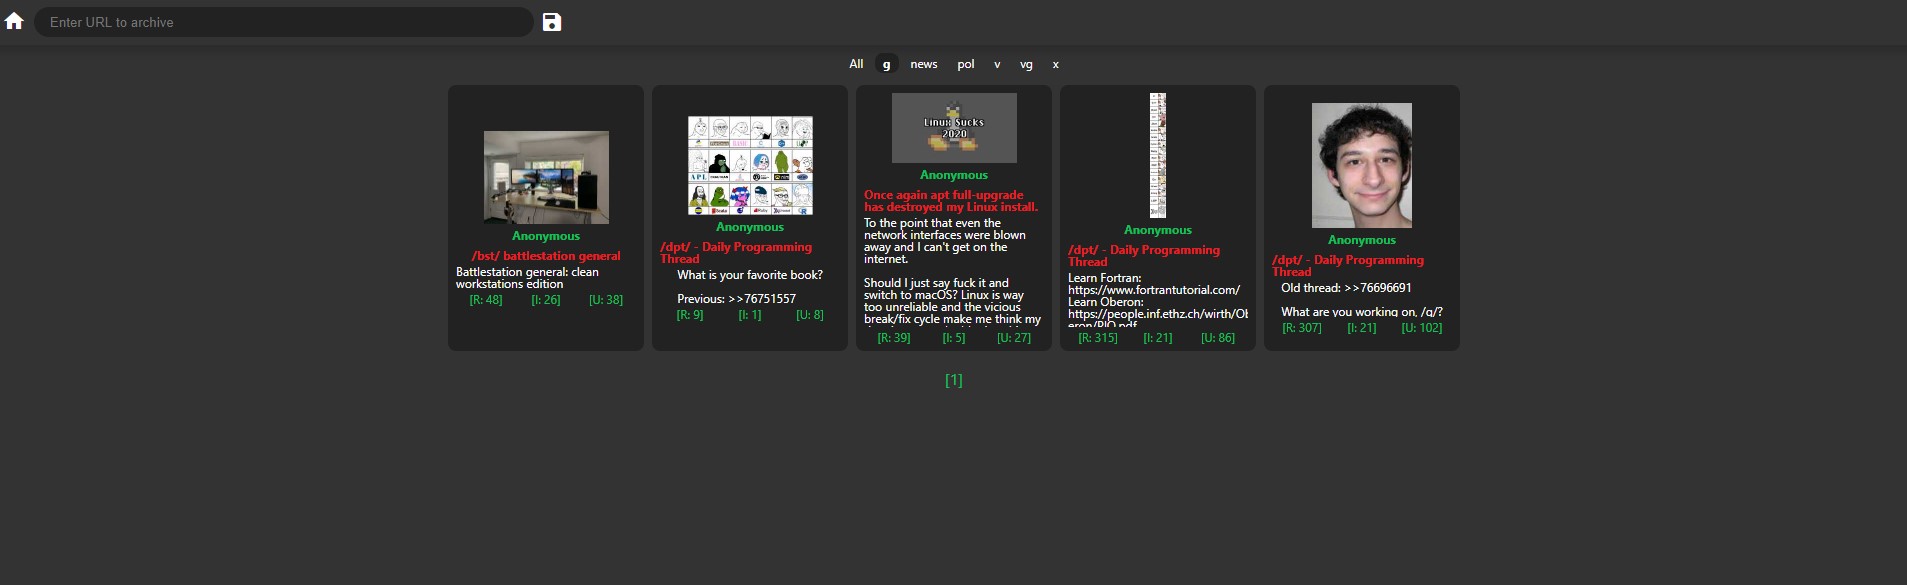 Enter URL to archive
All g news pol v vg x
Anonymous
/bst/ battlestation general
Battlestation general: clean
workstations edition
[R: 48] [I: 26] [U: 38]
APL
Anonymous
/dpt/ - Daily Programming
Thread
What is your favorite book?
Previous: >>76751557
[R: 9] [I: 1] [U: 8]
Linux Sucks
2020
Anonymous
Once again apt full-upgrade
has destroyed my Linux install.
To the point that even the
network interfaces were blown
away and I can't get on the
internet.
Should I just say fuck it and
switch to macOS? Linux is way
too unreliable and the vicious
break/fix cycle make me think my
[R: 39] [I: 5] [U: 27]
Anonymous
/dpt/ - Daily Programming
Thread
Learn Fortran:
https://www.fortrantutorial.com/
Learn Oberon:
https://people.inf.ethz.ch/wirth/Ob
eron/PIO.pdf
[R: 315] [I: 21] [U: 86]
Anonymous
/dpt/ - Daily Programming
Thread
Old thread: >>76696691
What are you working on, /g/?
[R: 307] [I: 21] [U: 102]
[1]